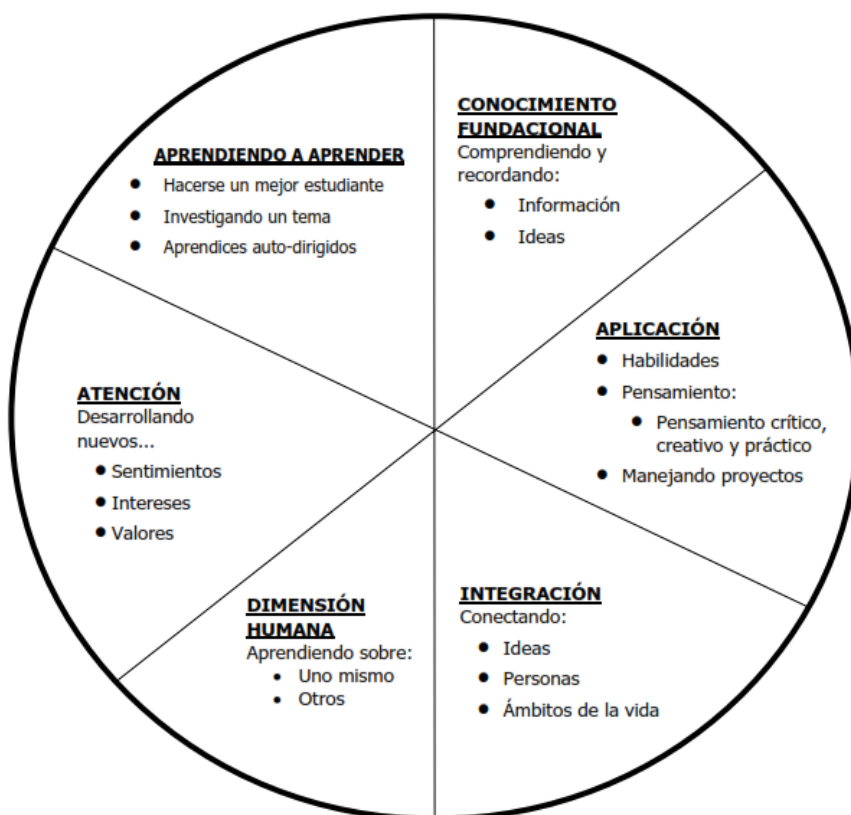 CONOCIMIENTO
FUNDACIONAL
Comprendiendo y
recordando:
● Información
● Ideas
APLICACIÓN
● Habilidades
● Pensamiento:
● Pensamiento crítico,
creativo y práctico
● Manejando proyectos
INTEGRACIÓN
Conectando:
● Ideas
● Personas
● Ámbitos de la vida
DIMENSIÓN
HUMANA
Aprendiendo sobre:
• Uno mismo
• Otros
ATENCIÓN
Desarrollando
nuevos...
● Sentimientos
● Intereses
● Valores
APRENDIENDO A APRENDER
● Hacerse un mejor estudiante
● Investigando un tema
● Aprendices auto-dirigidos